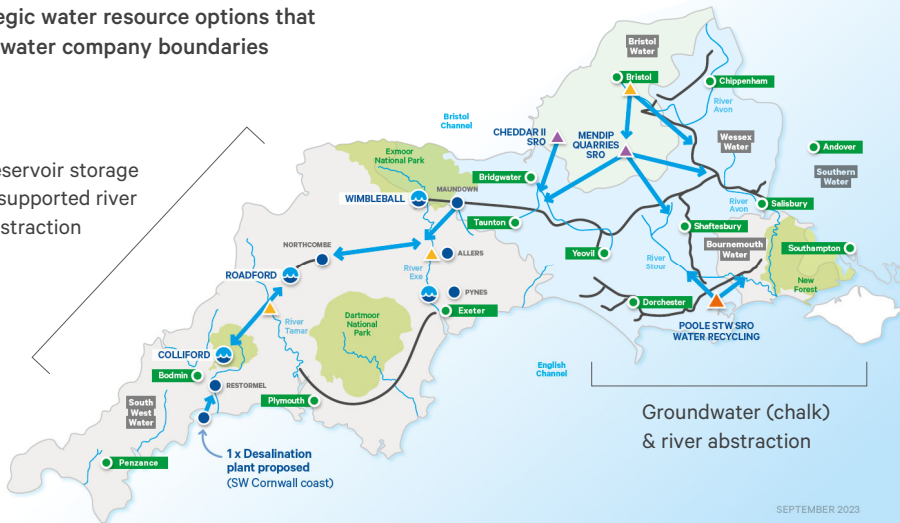 egic water resource options that
water company boundaries
eservoir storage
supported river
straction
Bristol
Water
Bristol
Chippenham
River
Avon
Bristol
Channel
CHEDDAR II
SRO
MENDIP
QUARRIES
SRO
Wessex
Water
Andover
Southern
Water
Exmoor
National Park
Bridgwater
MAUNDOWN
WIMBLEBALL
River
Avon
Salisbury
Taunton
Shaftesbury
NORTHCOMBE
Bournemouth
Water
Southampton
Yeovil
ALLERS
ROADFORD
River
Exe
River
Stour
New
Forest
PYNES
Dorchester
Exeter
River
Tamar
Dartmoor
National
Park
POOLE STW SRO
WATER RECYCLING
COLLIFORD
English
Channel
Bodmin
RESTORMEL
Plymouth
South
West
Water
Groundwater (chalk)
& river abstraction
1 x Desalination
plant proposed
(SW Cornwall coast)
Penzance
SEPTEMBER 2023